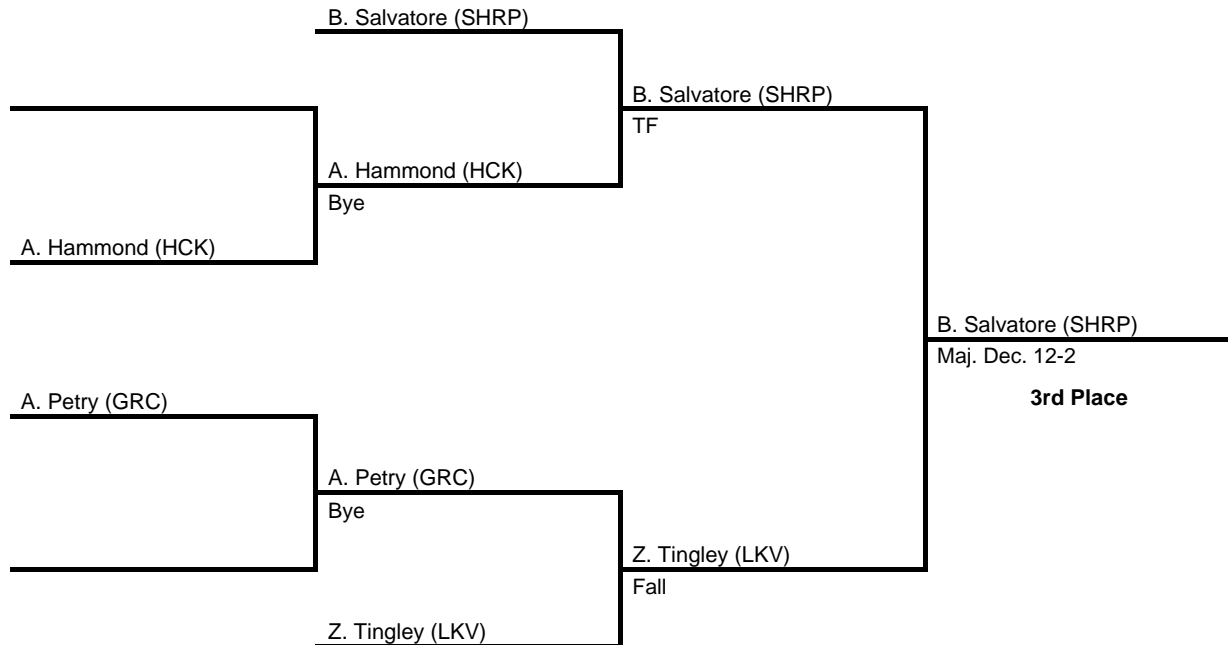 B. Salvatore (SHRP)
B. Salvatore (SHRP)
TF
A. Hammond (HCK)
Bye
A. Hammond (HCK)
B. Salvatore (SHRP)
Maj. Dec. 12-2
3rd Place
A. Petry (GRC)
A. Petry (GRC)
Bye
Z. Tingley (LKV)
Fall
Z. Tingley (LKV)